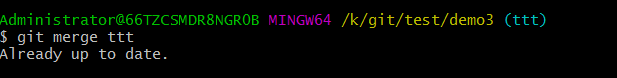 Administrator@66TZCSMDR8NGR0B MINGW64 /k/git/test/demo3 (ttt)
$ git merge ttt
Already up to date.